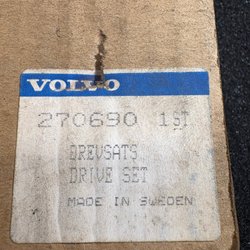 VOLVO
270690 1ST
DREVSATS
DRIVE SET
MADE IN SWEDEN